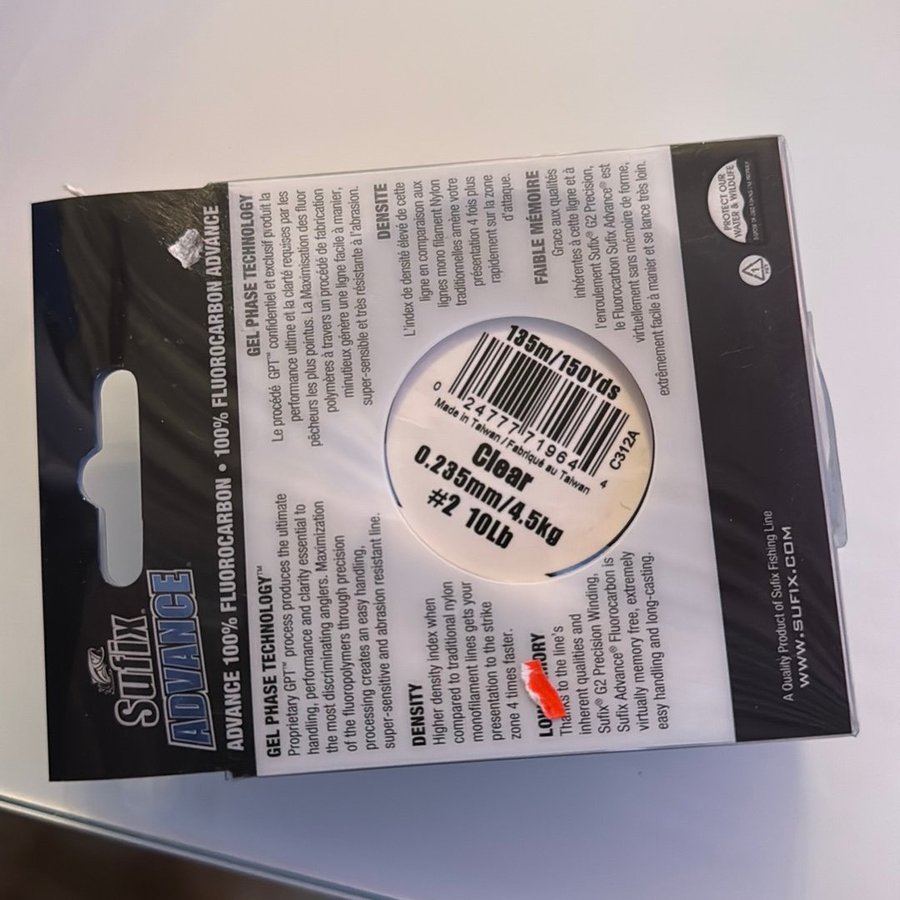 Sufix
ADVANCE
ADVANCE 100% FLUOROCARBON • 100% FLUOROCARBON ADVANCE
GEL PHASE TECHNOLOGY™
Proprietary GPT™ process produces the ultimate
handling, performance and clarity essential to
the most discriminating anglers. Maximization
of the fluoropolymers through precision
processing creates an easy handling,
super-sensitive and abrasion resistant line.
DENSITY
Higher density index when
compared to traditional nylon
monofilament lines gets your
presentation to the strike
zone 4 times faster.
to the line's
inherent qualities and
Sufix® G2 Precision Winding,
Sufix Advance® Fluorocarbon is
virtually memory free, extremely
easy handling and long-casting.
GEL PHASE TECHNOLOGY
Le procédé GPT™ confidentiel et exclusif produit la
performance ultime et la clarté requises par les
pêcheurs les plus pointus. La Maximisation des fluor
polymères à travers un procédé de fabrication
minutieux génère une ligne facile à manier,
super-sensible et très résistante à l'abrasion.
DENSITE
L'index de densité élevé de cette
ligne en comparaison aux
lignes mono filament Nylon
traditionnelles amène votre
présentation 4 fois plus
rapidement sur la zone
d'attaque.
FAIBLE MÉMOIRE
Grace aux qualités
inhérentes à cette ligne et à
l'enroulement Sufix® G2 Precision,
le Fluorocarbon Sufix Advance® est
virtuellement sans mémoire de forme,
extrêmement facile à manier et se lance très loin.
135m/150Yds
0 24777 71964 4
C312A
Made in Taiwan / Fabriqué au Taiwan
Clear
0.235mm/4.5kg
#2 10Lb
A Quality Product of Sufix Fishing Line
WWW.SUFIX.COM
PROTECT OUR
WATER & WILDLIFE
1